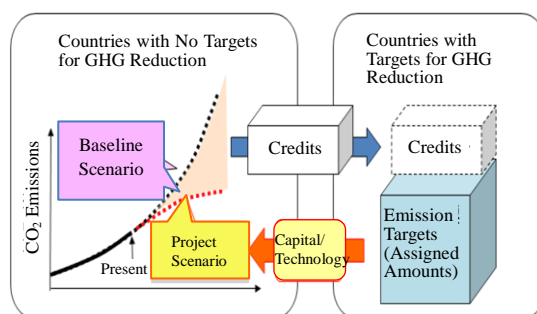 Countries with No Targets
for GHG Reduction
Countries with
Targets for GHG
Reduction
CO2 Emissions
Baseline
Scenario
Credits
Credits
Project
Scenario
Capital/
Technology
Emission
Targets
(Assigned
Amounts)
Present